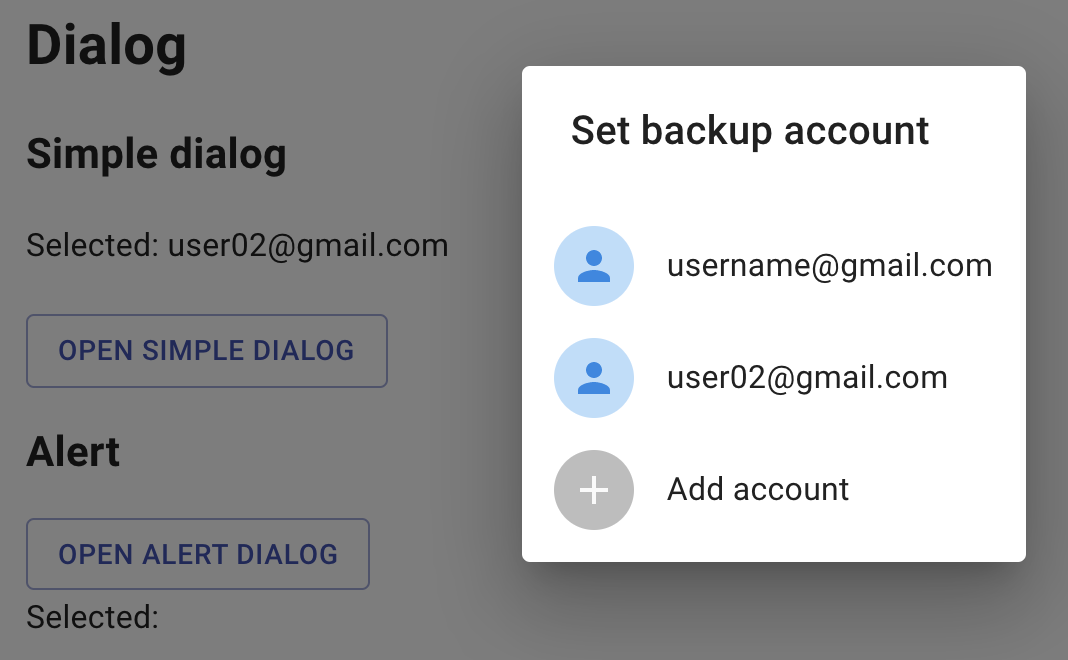 Dialog
Simple dialog
Selected: user02@gmail.com
OPEN SIMPLE DIALOG
Alert
OPEN ALERT DIALOG
Selected:
Set backup account
username@gmail.com
user02@gmail.com
Add account